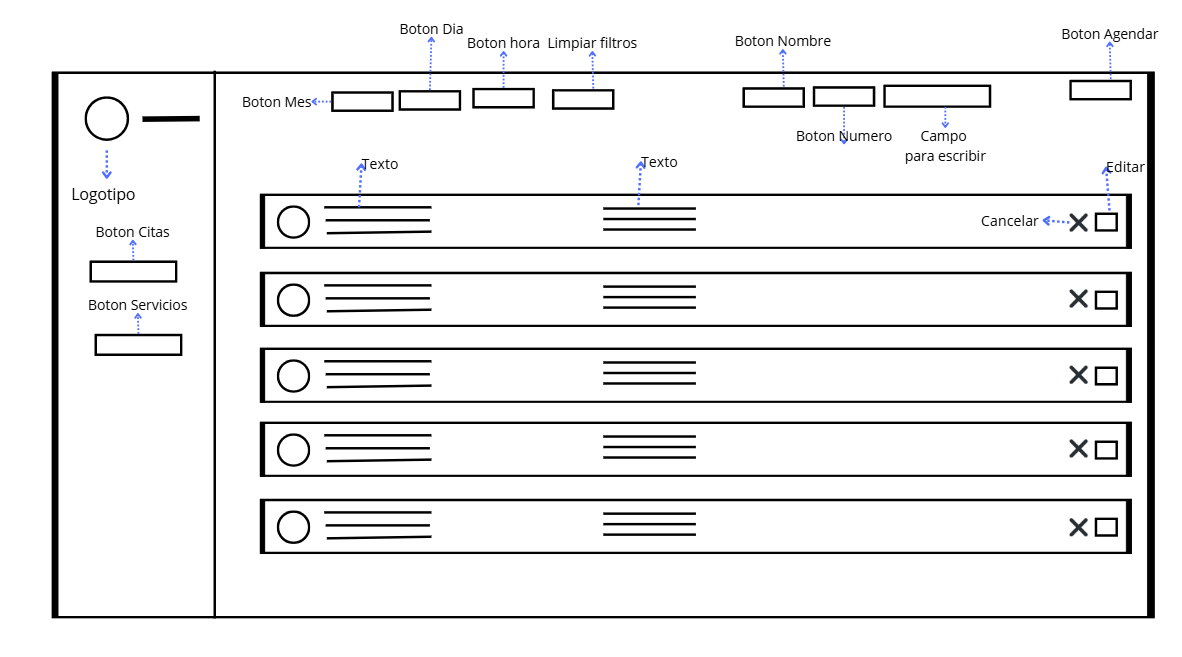 Boton Dia
Boton hora
Limpiar filtros
Boton Nombre
Boton Agendar
Boton Mes
Boton Numero
Campo
para escribir
Texto
Texto
Editar
Logotipo
Cancelar
Boton Citas
Boton Servicios